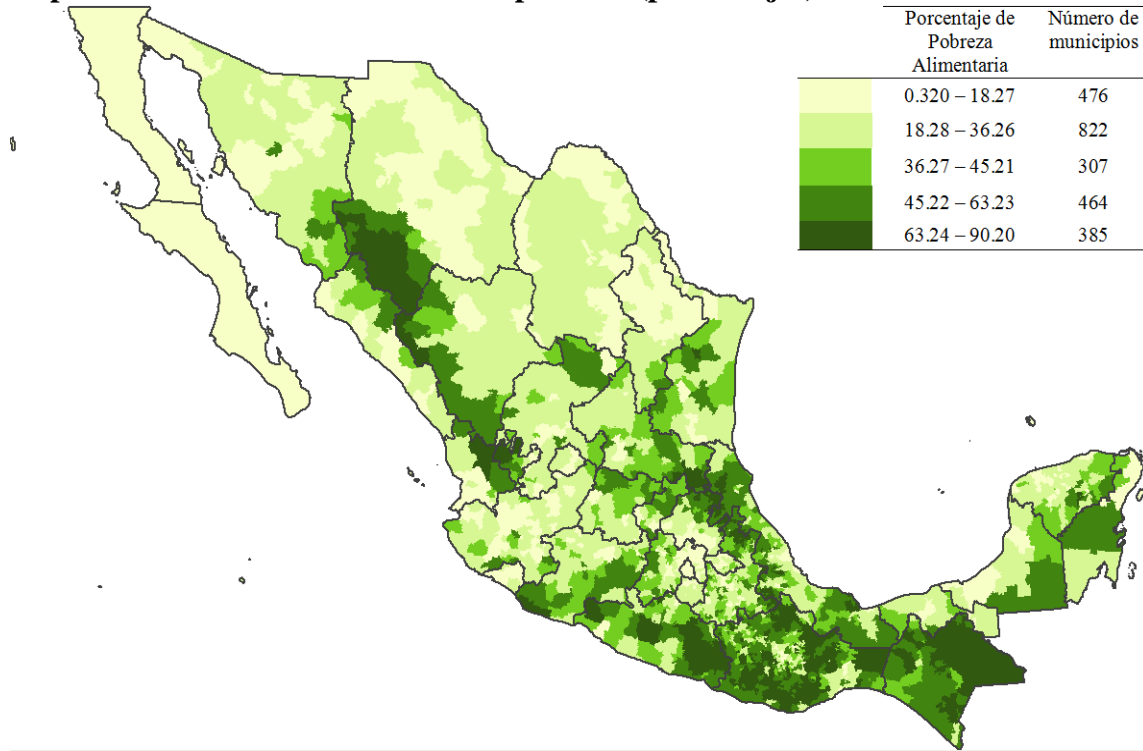 Porcentaje de Número de
Pobreza municipios
Alimentaria
0.320 – 18.27 476
18.28 – 36.26 822
36.27 – 45.21 307
45.22 – 63.23 464
63.24 – 90.20 385